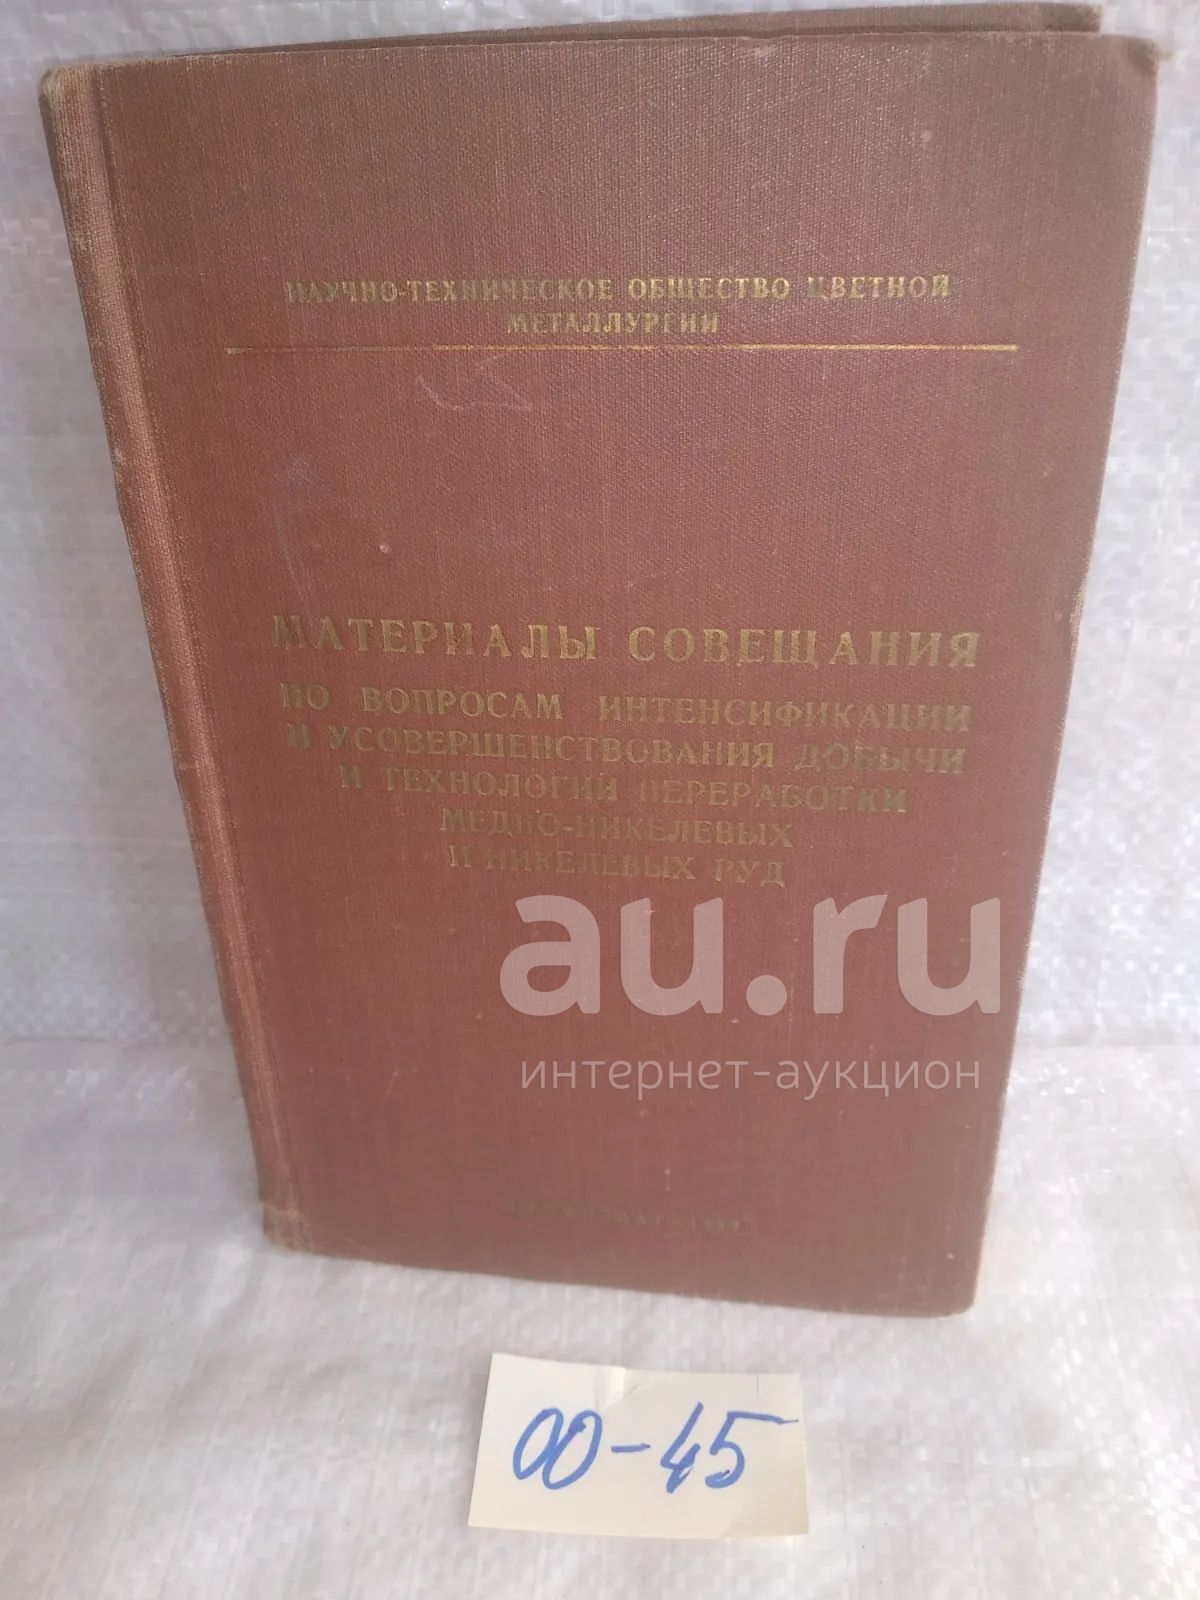 НАУЧНО-ТЕХНИЧЕСКОЕ ОБЩЕСТВО ЦВЕТНОЙ
МЕТАЛЛУРГИИ
МАТЕРИАЛЫ СОВЕЩАНИЯ
ПО ВОПРОСАМ ИНТЕНСИФИКАЦИИ
И УСОВЕРШЕНСТВОВАНИЯ ДОБЫЧИ
И ТЕХНОЛОГИИ ПЕРЕРАБОТКИ
МЕДНО-НИКЕЛЕВЫХ
И НИКЕЛЕВЫХ РУД
au.ru
интернет-аукцион
00-45